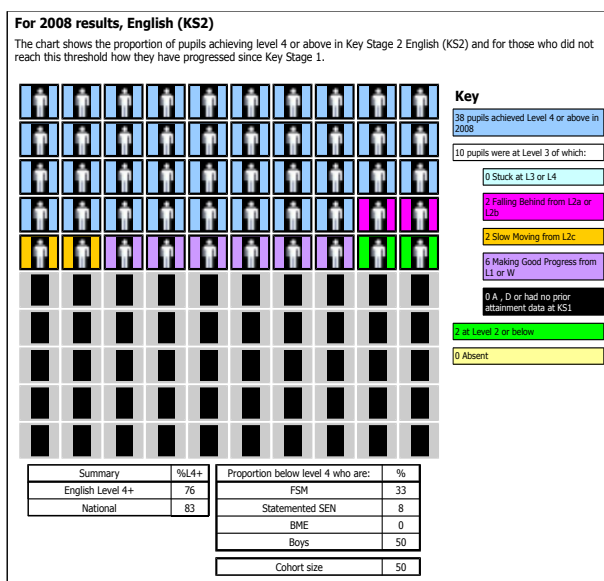 For 2008 results, English (KS2)
The chart shows the proportion of pupils achieving level 4 or above in Key Stage 2 English (KS2) and for those who did not
reach this threshold how they have progressed since Key Stage 1.
Key
38 pupils achieved Level 4 or above in
2008
10 pupils were at Level 3 of which:
0 Stuck at L3 or L4
2 Falling Behind from L2a or
L2b
2 Slow Moving from L2c
6 Making Good Progress from
L1 or W
0 A , D or had no prior
attainment data at KS1
2 at Level 2 or below
0 Absent
Summary %L4+
English Level 4+ 76
National 83
Proportion below level 4 who are: %
FSM 33
Statemented SEN 8
BME 0
Boys 50
Cohort size 50